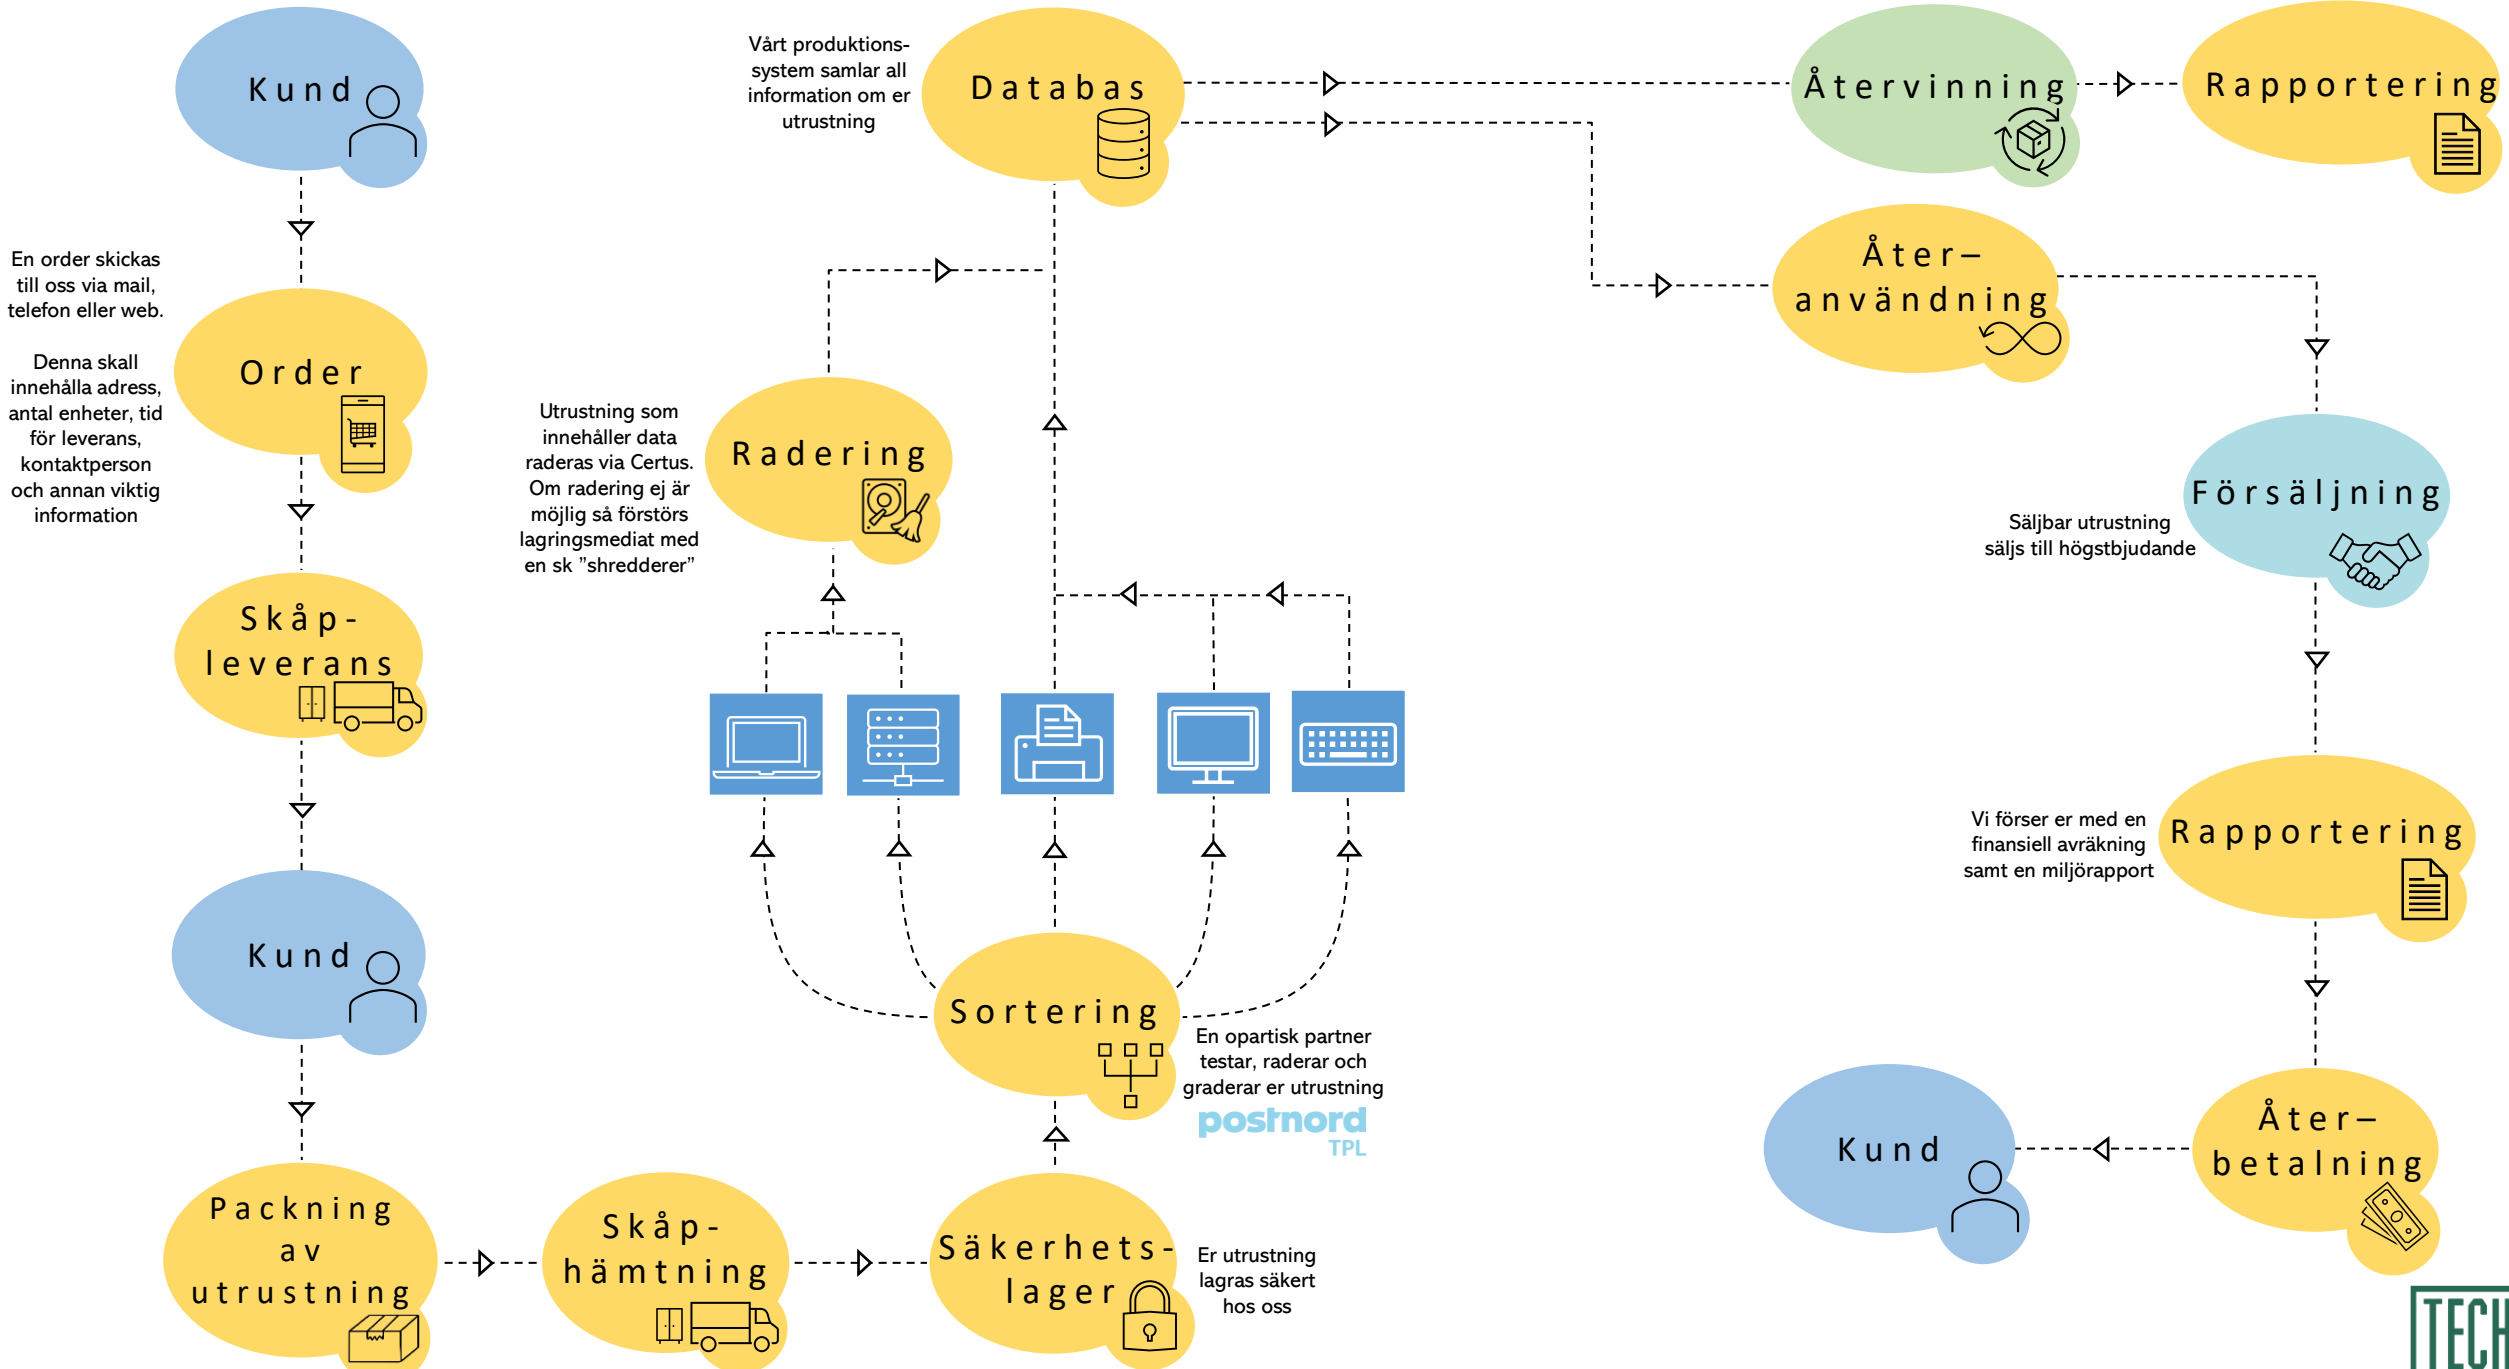 Kund
En order skickas
till oss via mail,
telefon eller web.
Denna skall
innehålla adress,
antal enheter, tid
för leverans,
kontaktperson
och annan viktig
information
Order
Skåp-
leverans
Kund
Packning
av
utrustning
Skåp-
hämtning
Säkerhets-
lager
Er utrustning
lagras säkert
hos oss
Sortering
En opartisk partner
testar, raderar och
graderar er utrustning
postnord
TPL
Utrustning som
innehåller data
raderas via Certus.
Om radering ej är
möjlig så förstörs
lagringsmediat med
en sk ”shredderer”
Radering
Vårt produktions-
system samlar all
information om er
utrustning
Databas
Återvinning
Rapportering
Åter–
användning
Försäljning
Säljbar utrustning
säljs till högstbjudande
Vi förser er med en
finansiell avräkning
samt en miljörapport
Rapportering
Åter–
betalning
Kund
TECH